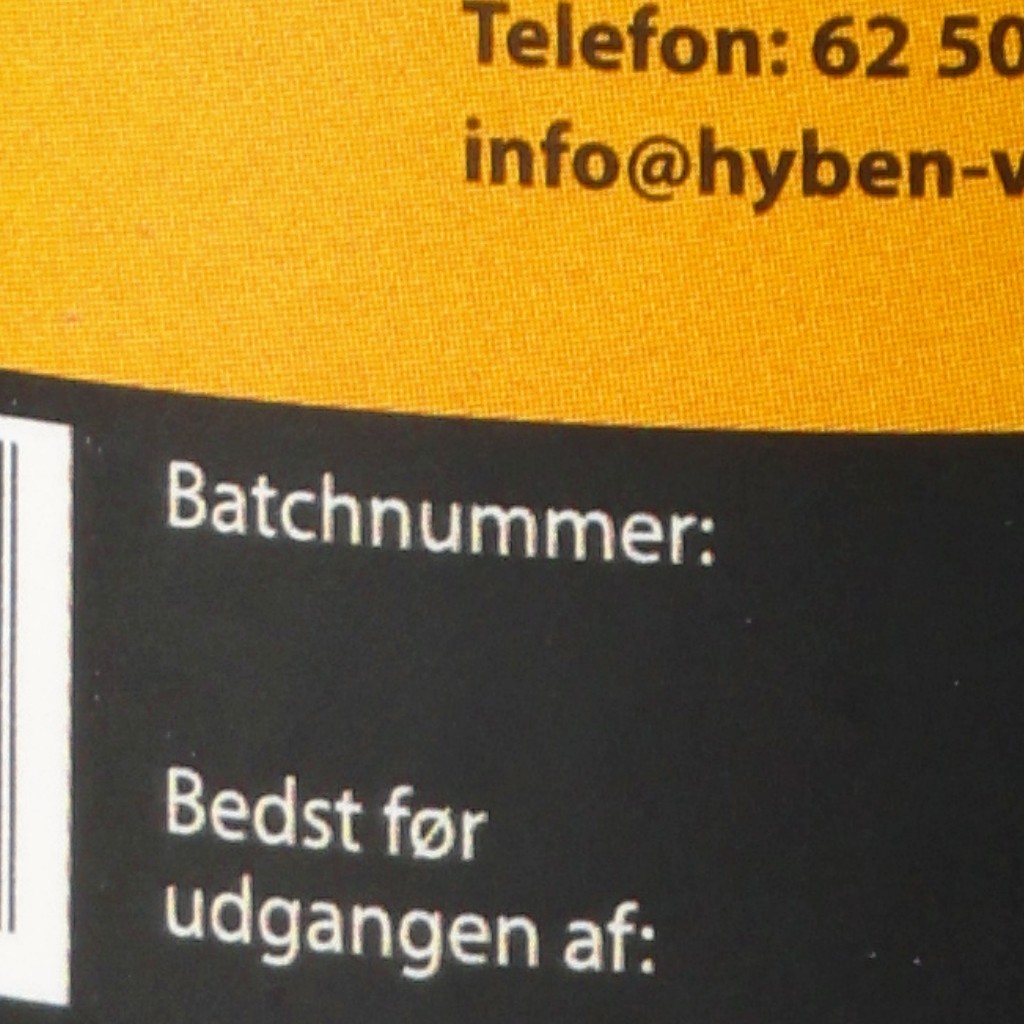 Telefon: 62 50
info@hyben-v
Batchnummer:
Bedst før
udgangen af: